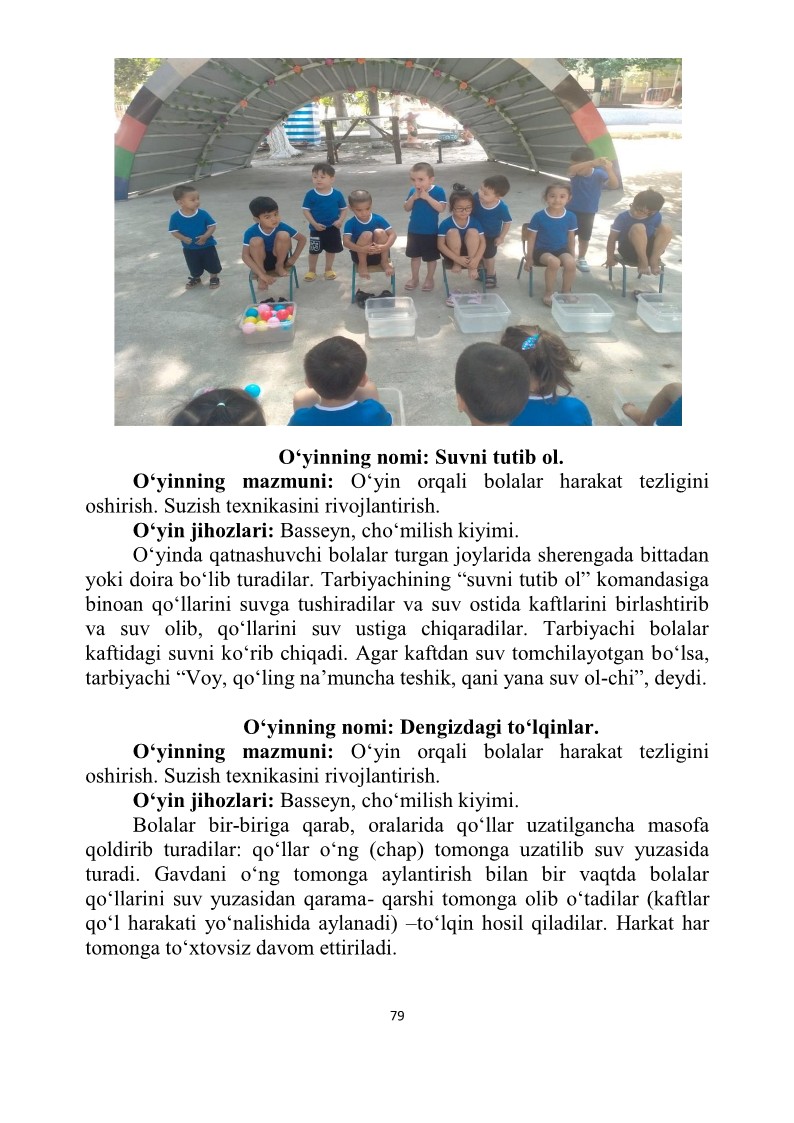 O‘yinning nomi: Suvni tutib ol.
O‘yinning mazmuni: O‘yin orqali bolalar harakat tezligini
oshirish. Suzish texnikasini rivojlantirish.
O‘yin jihozlari: Basseyn, cho‘milish kiyimi.
O‘yinda qatnashuvchi bolalar turgan joylarida sherengada bittadan
yoki doira bo‘lib turadilar. Tarbiyachining “suvni tutib ol” komandasiga
binoan qo‘llarini suvga tushiradilar va suv ostida kaftlarini birlashtirib
va suv olib, qo‘llarini suv ustiga chiqaradilar. Tarbiyachi bolalar
kaftidagi suvni ko‘rib chiqadi. Agar kaftdan suv tomchilayotgan bo‘lsa,
tarbiyachi “Voy, qo‘ling na’muncha teshik, qani yana suv ol-chi”, deydi.
O‘yinning nomi: Dengizdagi to‘lqinlar.
O‘yinning mazmuni: O‘yin orqali bolalar harakat tezligini
oshirish. Suzish texnikasini rivojlantirish.
O‘yin jihozlari: Basseyn, cho‘milish kiyimi.
Bolalar bir-biriga qarab, oralarida qo‘llar uzatilgancha masofa
qoldirib turadilar: qo‘llar o‘ng (chap) tomonga uzatilib suv yuzasida
turadi. Gavdani o‘ng tomonga aylantirish bilan bir vaqtda bolalar
qo‘llarini suv yuzasidan qarama- qarshi tomonga olib o‘tadilar (kaftlar
qo‘l harakati yo‘nalishida aylanadi) –to‘lqin hosil qiladilar. Harkat har
tomonga to‘xtovsiz davom ettiriladi.
79